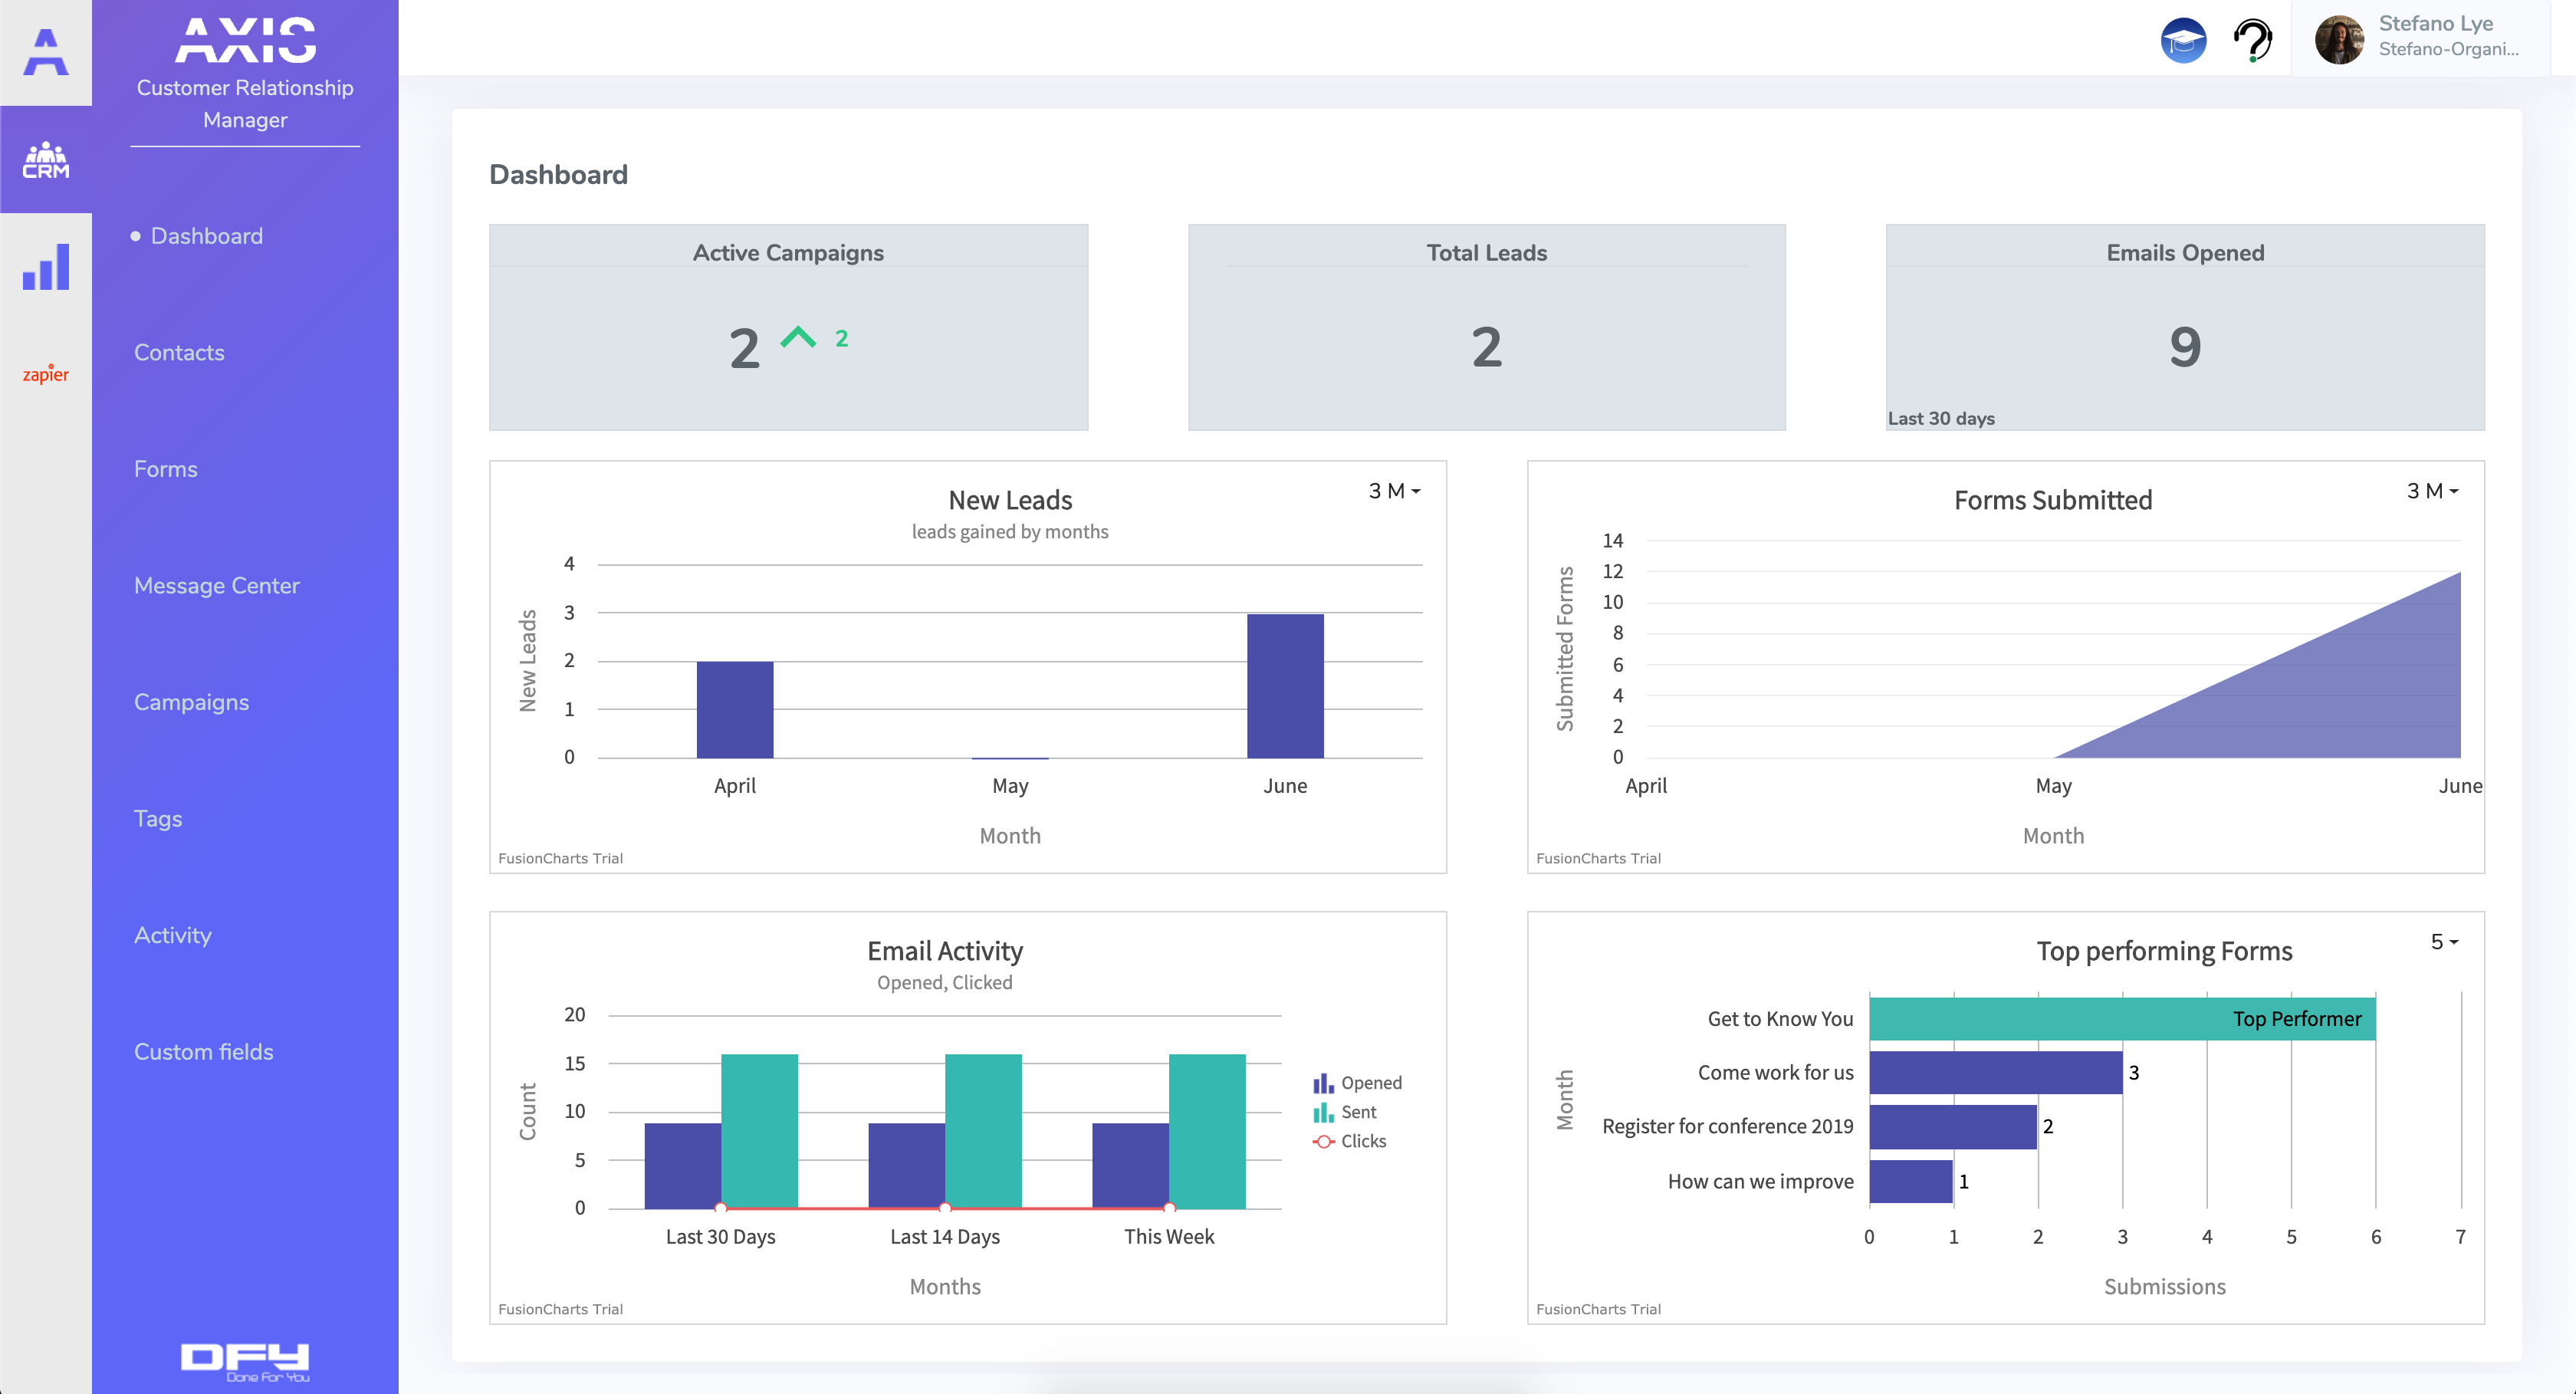 AXIS
Customer Relationship
Manager
CRM
zapier
Dashboard
Contacts
Forms
Message Center
Campaigns
Tags
Activity
Custom fields
DFY
Done For You
Stefano Lye
Stefano-Organi...
Dashboard
Active Campaigns
2 2
Total Leads
2
Emails Opened
9
Last 30 days
New Leads
3 M
leads gained by months
New Leads
4
3
2
1
0
April May June
Month
FusionCharts Trial
Forms Submitted
3 M
Submitted Forms
14
12
10
8
6
4
2
0
April May June
Month
FusionCharts Trial
Email Activity
Opened, Clicked
Count
20
15
10
5
0
Last 30 Days Last 14 Days This Week
Months
Opened
Sent
Clicks
FusionCharts Trial
Top performing Forms
5
Month
Get to Know You Top Performer
Come work for us 3
Register for conference 2019 2
How can we improve 1
0 1 2 3 4 5 6 7
Submissions
FusionCharts Trial